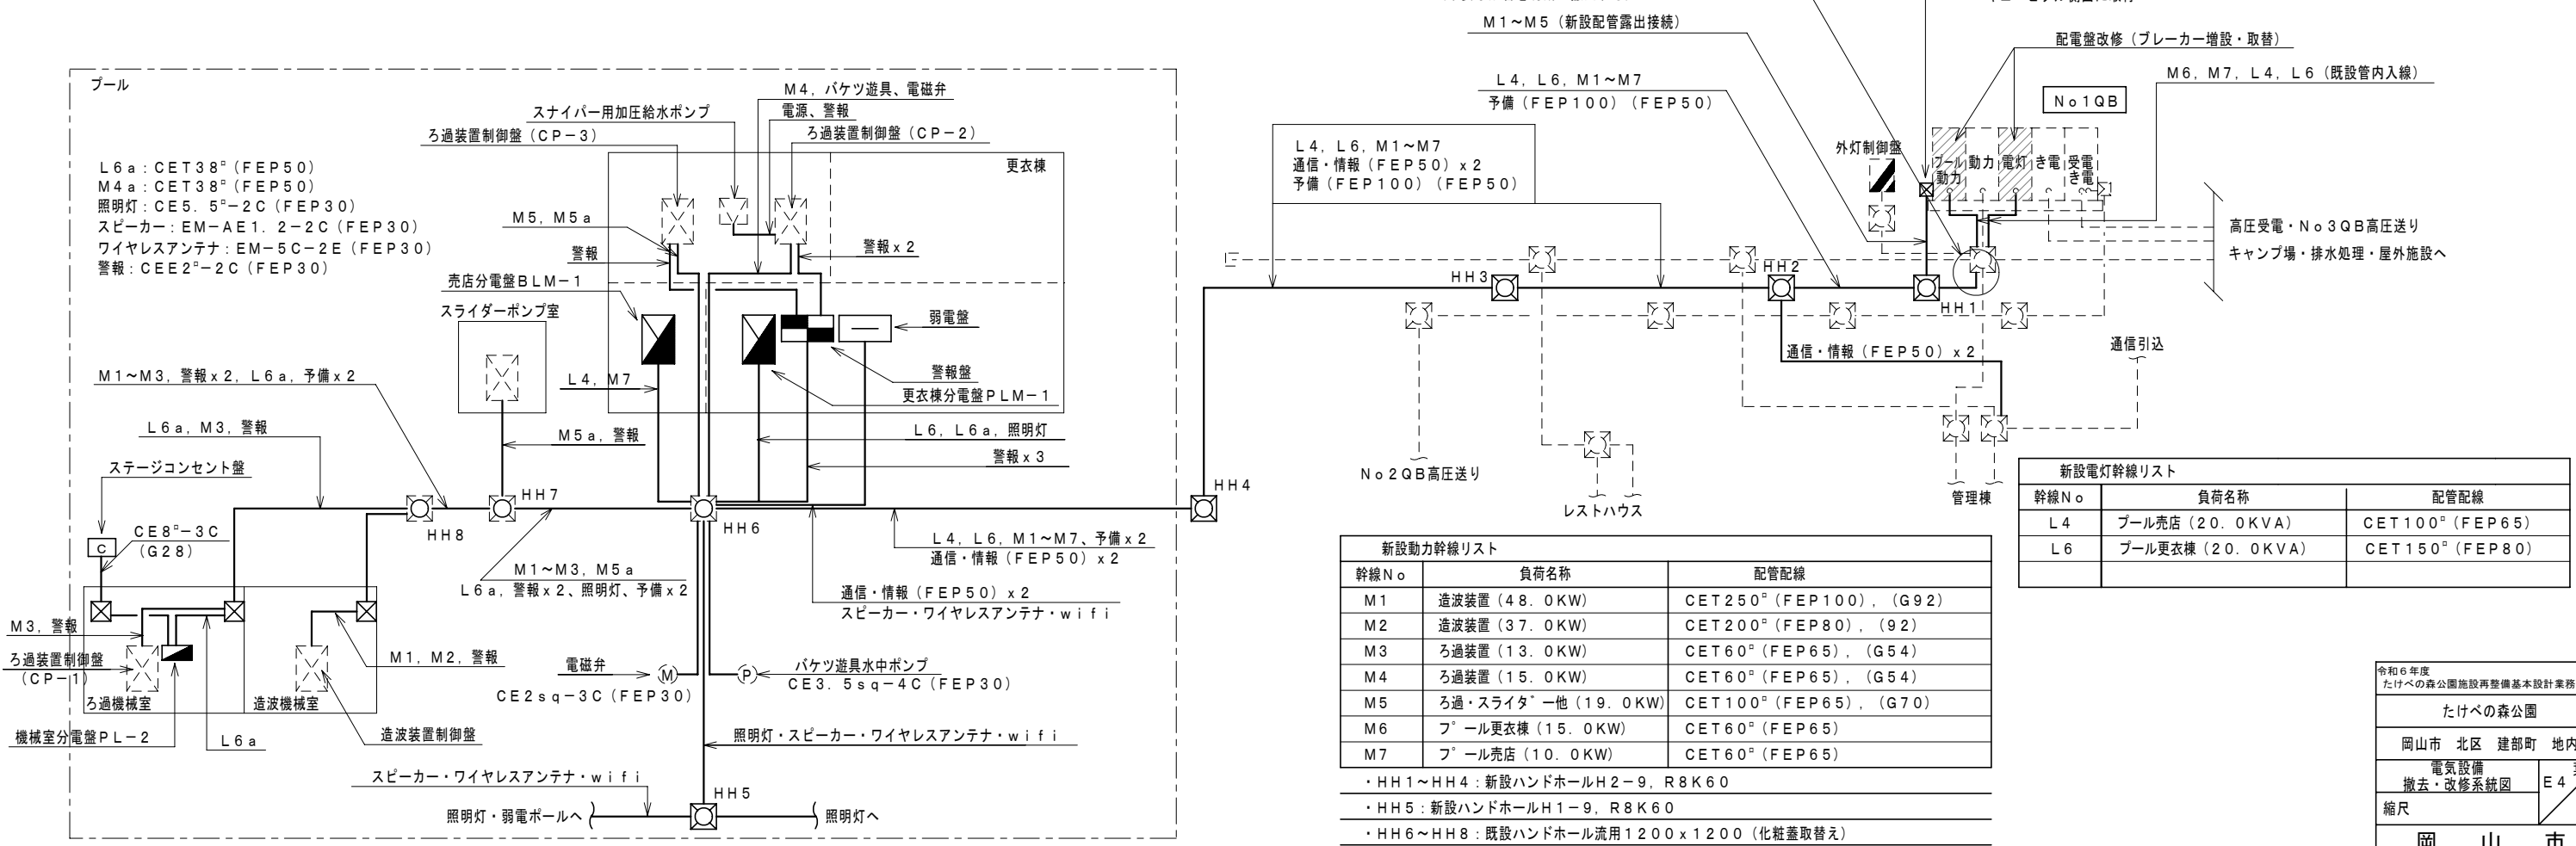 プール
L6a:CET38□(FEP50)
M4a:CET38□(FEP50)
照明灯:CE5.5□-2C(FEP30)
スピーカー:EM-AE1.2-2C(FEP30)
ワイヤレスアンテナ:EM-5C-2E(FEP30)
警報:CEE2□-2C(FEP30)
M4,バケツ遊具、電磁弁
スナイパー用加圧給水ポンプ
電源、警報
ろ過装置制御盤(CP-3)
ろ過装置制御盤(CP-2)
更衣棟
M5,M5a
警報
警報x2
売店分電盤BLM-1
スライダーポンプ室
弱電盤
警報盤
更衣棟分電盤PLM-1
L4,M7
M1~M3,警報x2,L6a,予備x2
L6a,M3,警報
M5a,警報
L6,L6a,照明灯
警報x3
ステージコンセント盤
C
CE8□-3C
(G28)
HH8
HH7
HH6
HH4
M1~M3,M5a
L6a,警報x2、照明灯、予備x2
L4,L6,M1~M7、予備x2
通信・情報(FEP50)x2
通信・情報(FEP50)x2
スピーカー・ワイヤレスアンテナ・wifi
M3,警報
ろ過装置制御盤
(CP-1)
ろ過機械室
造波機械室
M1,M2,警報
機械室分電盤PL-2
L6a
造波装置制御盤
電磁弁
M
CE2sq-3C(FEP30)
P
バケツ遊具水中ポンプ
CE3.5sq-4C(FEP30)
照明灯・スピーカー・ワイヤレスアンテナ・wifi
スピーカー・ワイヤレスアンテナ・wifi
HH5
照明灯・弱電ポールへ
照明灯へ
M1~M5(新設配管露出接続)
配電盤改修(ブレーカー増設・取替)
L4,L6,M1~M7
予備(FEP100)(FEP50)
M6,M7,L4,L6(既設管内入線)
No1QB
L4,L6,M1~M7
通信・情報(FEP50)x2
予備(FEP100)(FEP50)
外灯制御盤
プール動力
動力
電灯
き電
受電き電
高圧受電・No3QB高圧送り
キャンプ場・排水処理・屋外施設へ
HH3
HH2
HH1
通信・情報(FEP50)x2
通信引込
No2QB高圧送り
レストハウス
管理棟
新設電灯幹線リスト
幹線No 負荷名称 配管配線
L4 プール売店(20.0KVA) CET100□(FEP65)
L6 プール更衣棟(20.0KVA) CET150□(FEP80)
新設動力幹線リスト
幹線No 負荷名称 配管配線
M1 造波装置(48.0KW) CET250□(FEP100),(G92)
M2 造波装置(37.0KW) CET200□(FEP80),(92)
M3 ろ過装置(13.0KW) CET60□(FEP65),(G54)
M4 ろ過装置(15.0KW) CET60□(FEP65),(G54)
M5 ろ過・スライダー他(19.0KW) CET100□(FEP65),(G70)
M6 プール更衣棟(15.0KW) CET60□(FEP65)
M7 プール売店(10.0KW) CET60□(FEP65)
・HH1~HH4:新設ハンドホールH2-9,R8K60
・HH5:新設ハンドホールH1-9,R8K60
・HH6~HH8:既設ハンドホール流用1200x1200(化粧蓋取替え)
令和6年度
たけべの森公園施設再整備基本設計業務
たけべの森公園
岡山市 北区 建部町 地内
電気設備
撤去・改修系統図
E4
縮尺
岡山市